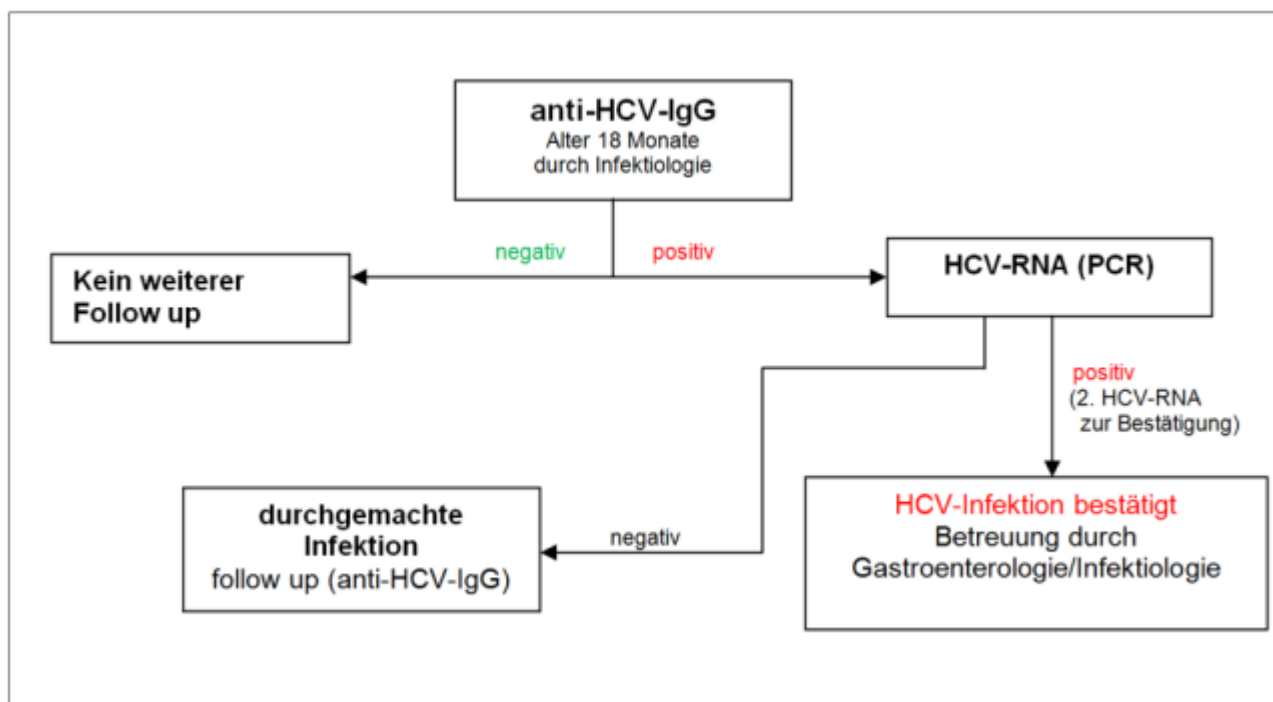 anti-HCV-IgG
Alter 18 Monate
durch Infektiologie
negativ
positiv
Kein weiterer
Follow up
HCV-RNA (PCR)
positiv
(2. HCV-RNA
zur Bestätigung)
durchgemachte
Infektion
follow up (anti-HCV-IgG)
negativ
HCV-Infektion bestätigt
Betreuung durch
Gastroenterologie/Infektiologie